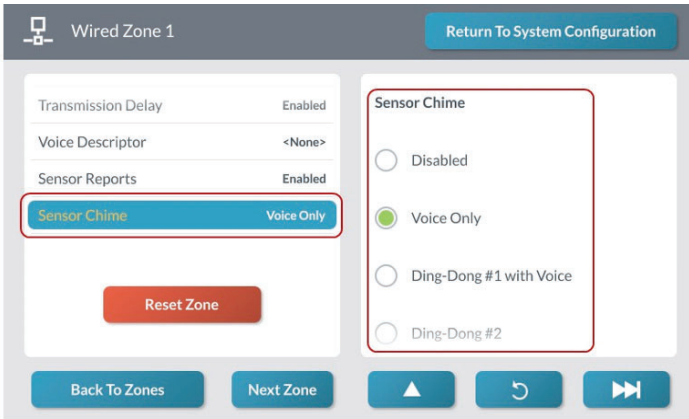 Wired Zone 1
Return To System Configuration
Transmission Delay Enabled
Voice Descriptor <None>
Sensor Reports Enabled
Sensor Chime Voice Only
Reset Zone
Sensor Chime
Disabled
Voice Only
Ding-Dong #1 with Voice
Ding-Dong #2
Back To Zones
Next Zone